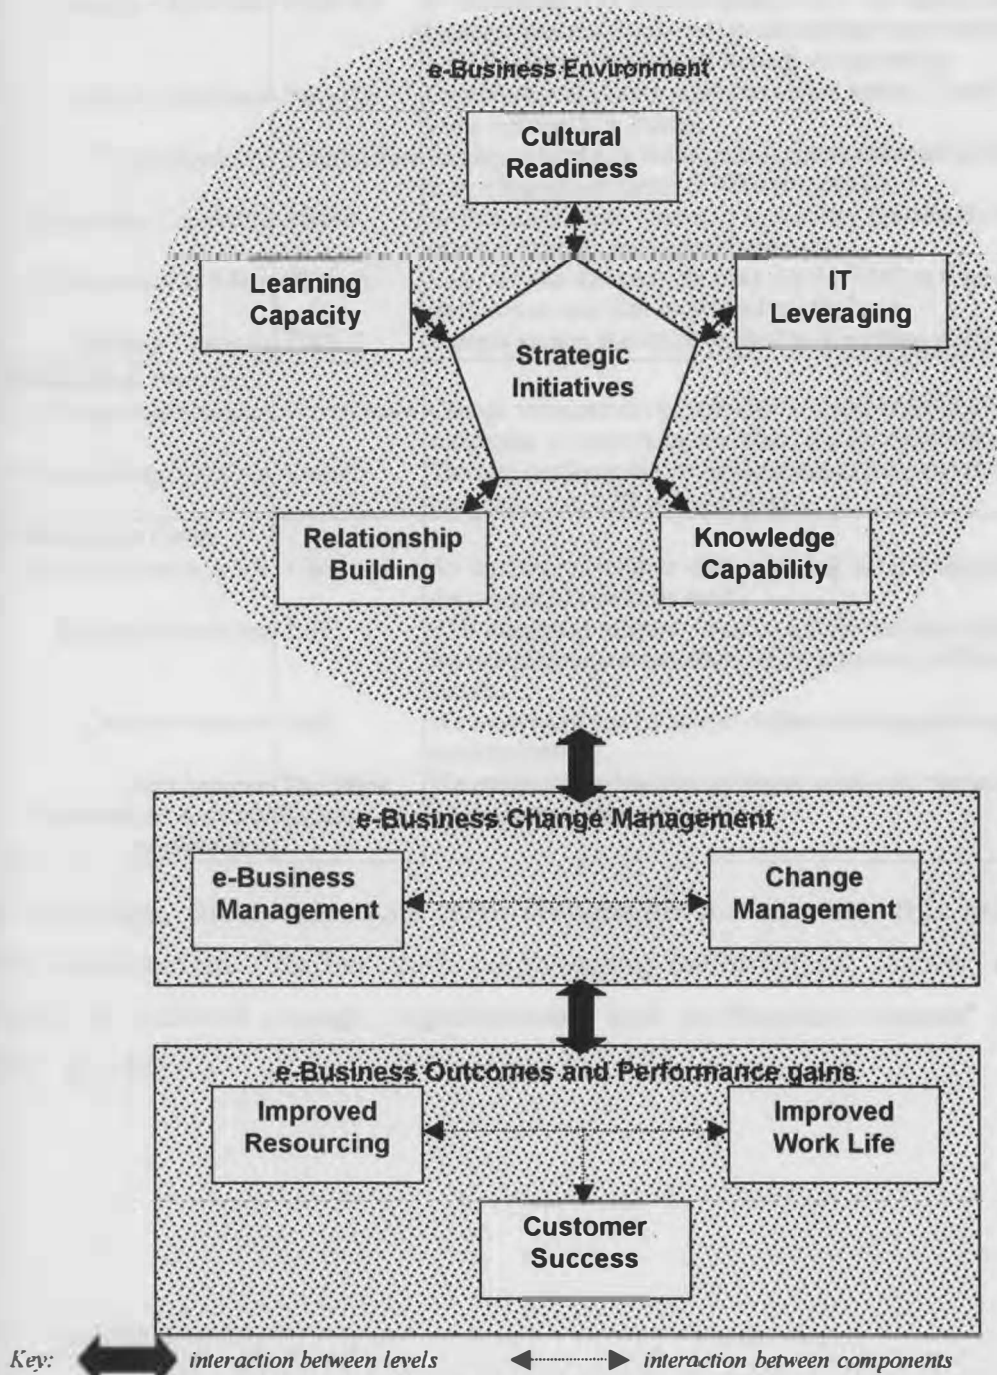 e-Business Environment
Cultural
Readiness
Learning
Capacity
IT
Leveraging
Strategic
Initiatives
Relationship
Building
Knowledge
Capability
e-Business Change Management
e-Business
Management
Change
Management
e-Business Outcomes and Performance gains
Improved
Resourcing
Improved
Work Life
Customer
Success
Key: interaction between levels interaction between components